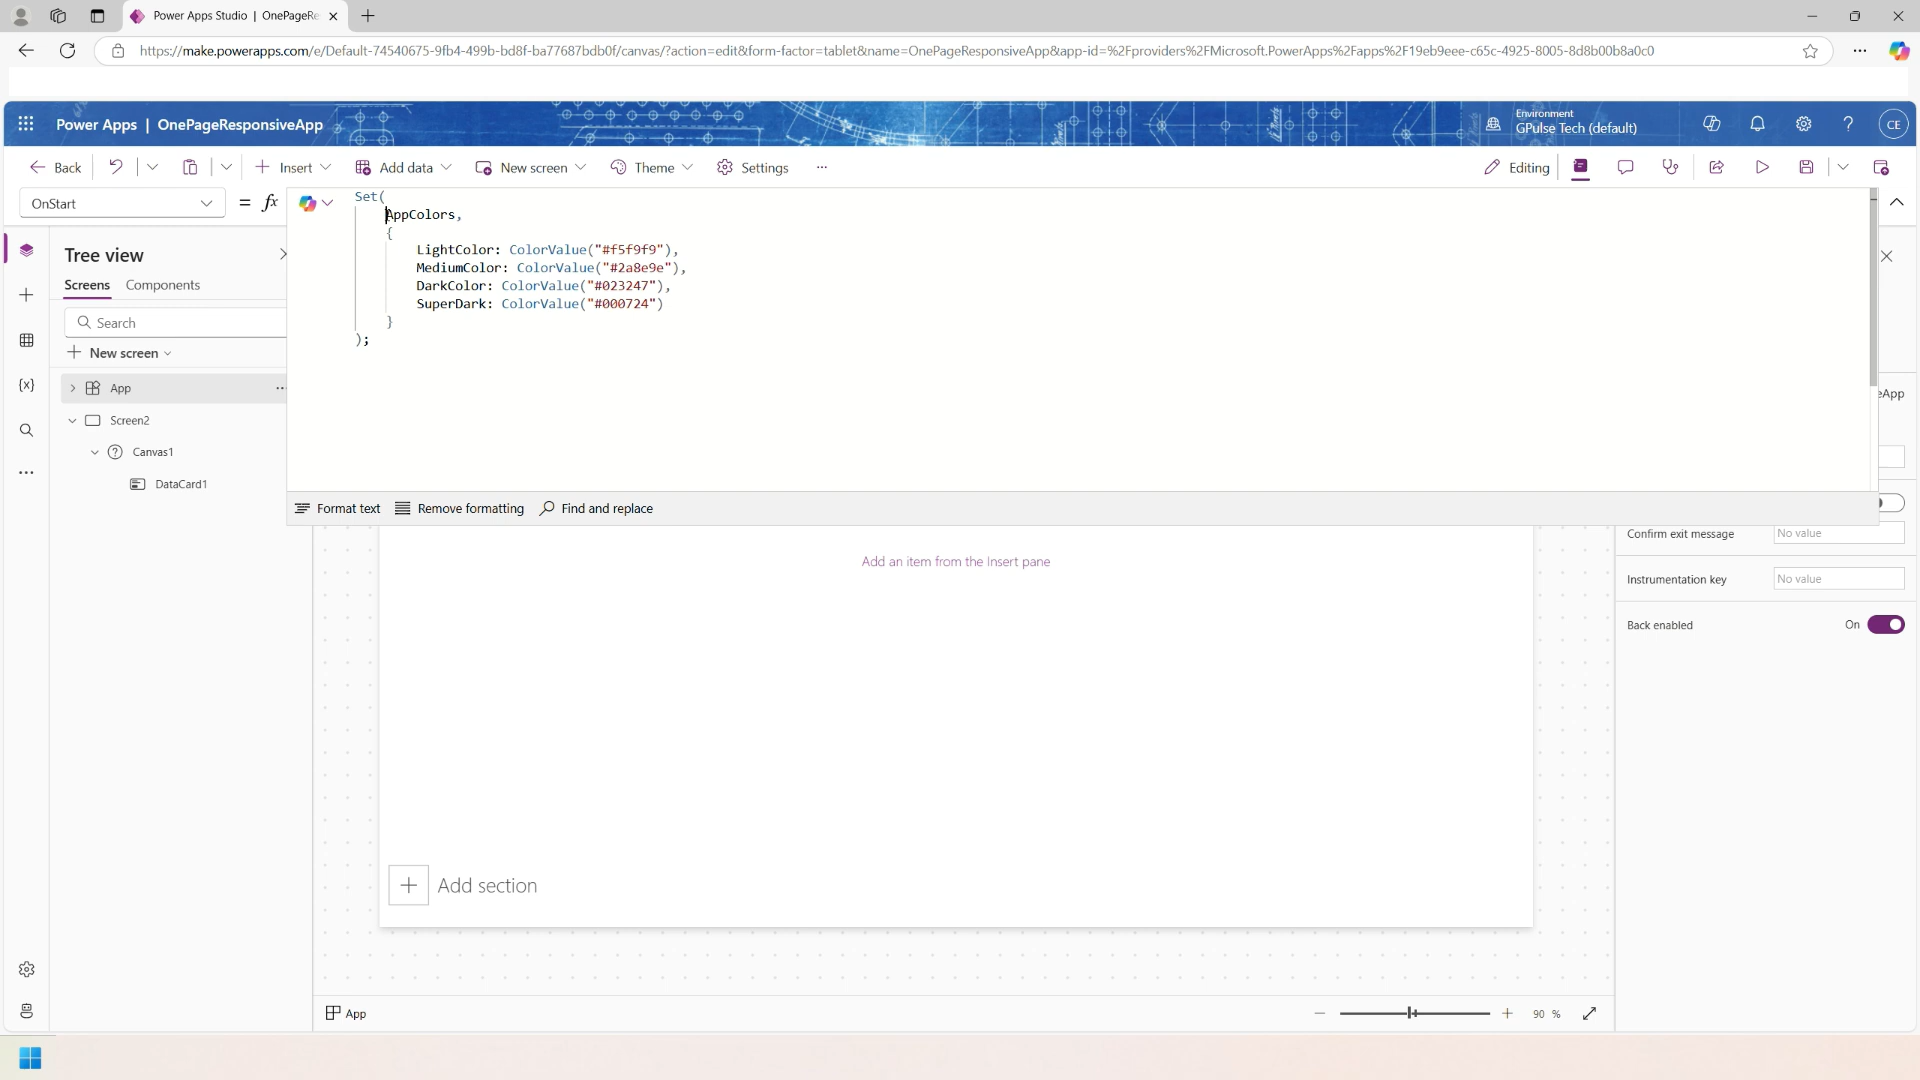 Power Apps Studio | OnePageRe
https://make.powerapps.com/e/Default-74540675-9fb4-499b-bd8f-ba77687bdb0f/canvas/?action=edit&form-factor=tablet&name=OnePageResponsiveApp&app-id=%2Fproviders%2FMicrosoft.PowerApps%2Fapps%2F19eb9eee-c65c-4925-8005-8d8b00b8a0c0
Power Apps | OnePageResponsiveApp
Environment
GPulse Tech (default)
CE
Back
Insert
Add data
New screen
Theme
Settings
Editing
OnStart
= fx
Set(
AppColors,
{
LightColor: ColorValue("#f5f9f9"),
MediumColor: ColorValue("#2a8e9e"),
DarkColor: ColorValue("#023247"),
SuperDark: ColorValue("#000724")
}
);
Format text
Remove formatting
Find and replace
Tree view
Screens
Components
Search
New screen
App
Screen2
Canvas1
DataCard1
eApp
Confirm exit message
No value
Instrumentation key
No value
Back enabled
On
Add an item from the Insert pane
Add section
App
90 %